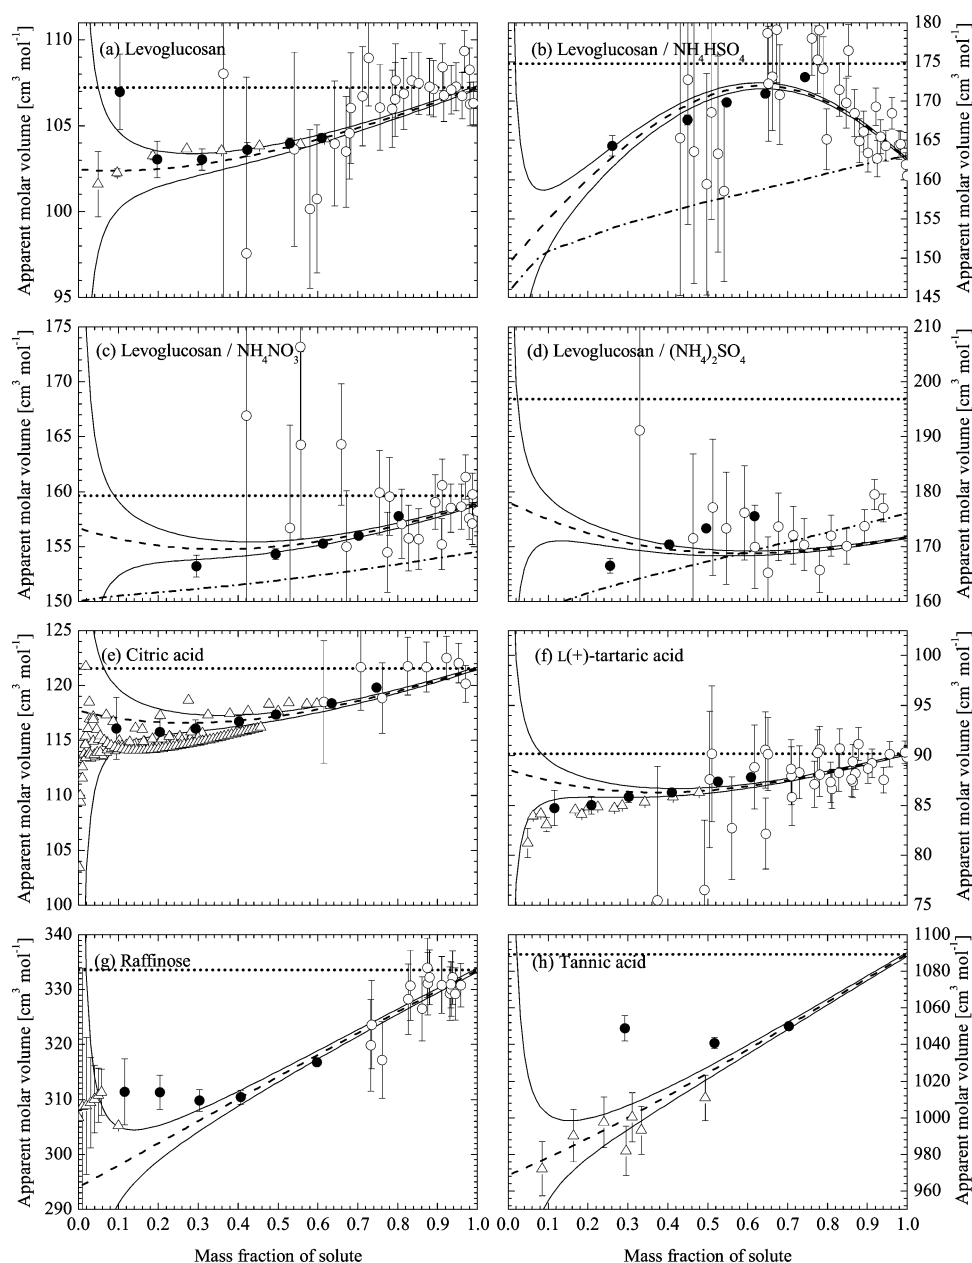 (a) Levoglucosan
110
105
100
95
Apparent molar volume [cm³ mol⁻¹]
(b) Levoglucosan / NH₄HSO₄
180
175
170
165
160
155
150
145
Apparent molar volume [cm³ mol⁻¹]
(c) Levoglucosan / NH₄NO₃
175
170
165
160
155
150
Apparent molar volume [cm³ mol⁻¹]
(d) Levoglucosan / (NH₄)₂SO₄
210
200
190
180
170
160
Apparent molar volume [cm³ mol⁻¹]
(e) Citric acid
125
120
115
110
105
100
Apparent molar volume [cm³ mol⁻¹]
(f) L(+)-tartaric acid
100
95
90
85
80
75
Apparent molar volume [cm³ mol⁻¹]
(g) Raffinose
340
330
320
310
300
290
Apparent molar volume [cm³ mol⁻¹]
0.0 0.1 0.2 0.3 0.4 0.5 0.6 0.7 0.8 0.9 1.0
Mass fraction of solute
(h) Tannic acid
1100
1080
1060
1040
1020
1000
980
960
Apparent molar volume [cm³ mol⁻¹]
0.0 0.1 0.2 0.3 0.4 0.5 0.6 0.7 0.8 0.9 1.0
Mass fraction of solute